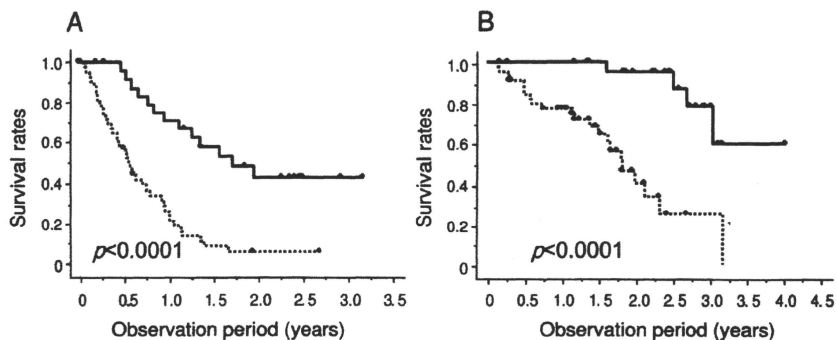 A
Survival rates
1.0
0.8
0.6
0.4
0.2
0
p<0.0001
0 0.5 1.0 1.5 2.0 2.5 3.0 3.5
Observation period (years)
B
Survival rates
1.0
0.8
0.6
0.4
0.2
0
p<0.0001
0 0.5 1.0 1.5 2.0 2.5 3.0 3.5 4.0 4.5
Observation period (years)